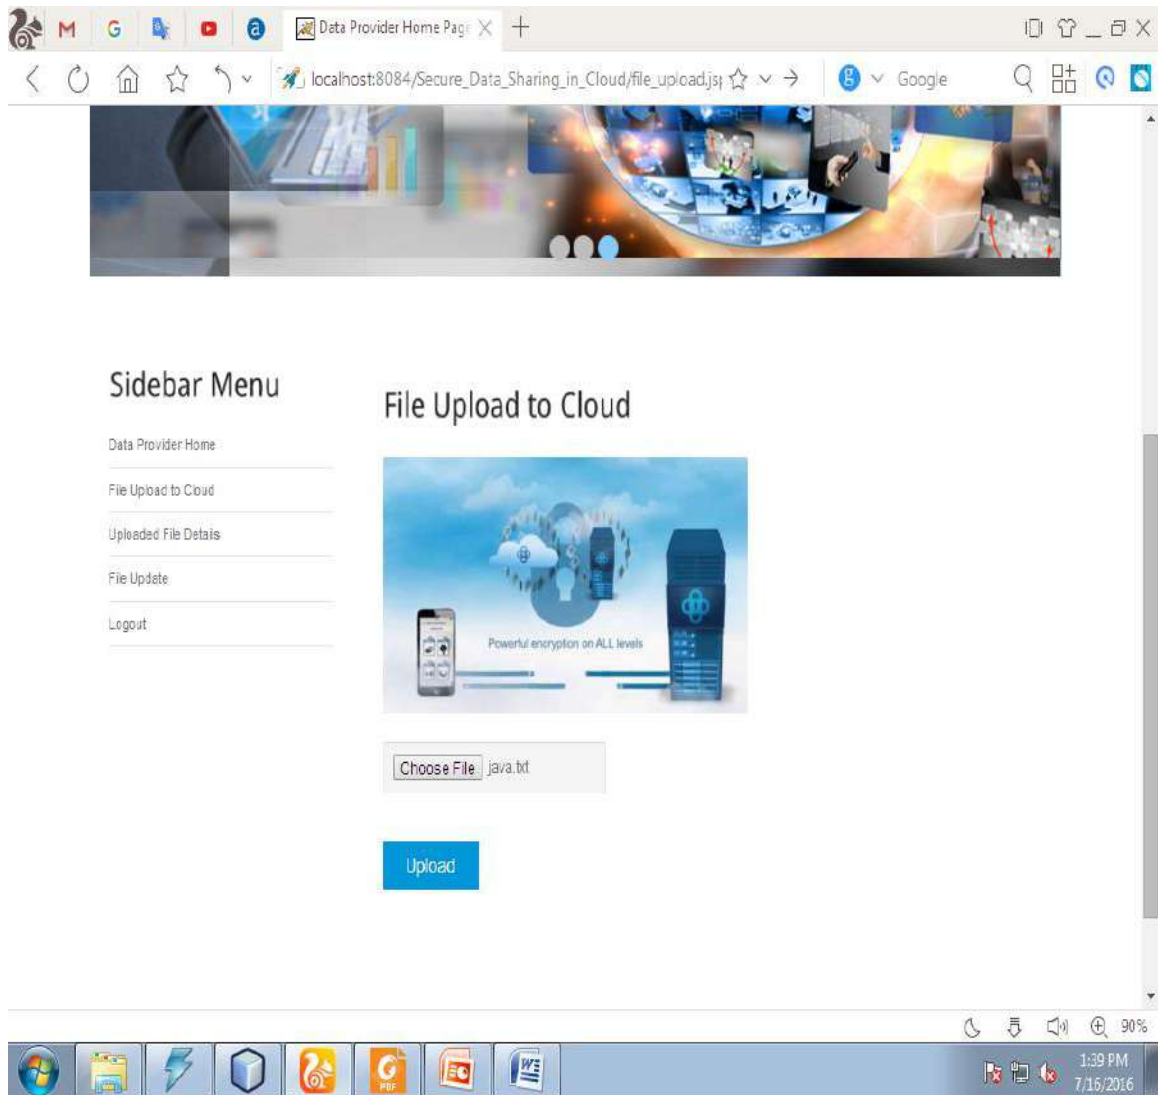 Data Provider Home Page
localhost:8084/Secure_Data_Sharing_in_Cloud/file_upload.jsp
Google
Sidebar Menu
Data Provider Home
File Upload to Cloud
Uploaded File Details
File Update
Logout
File Upload to Cloud
Powerful encryption on ALL levels
Choose File java.txt
Upload
90%
1:39 PM
7/16/2016